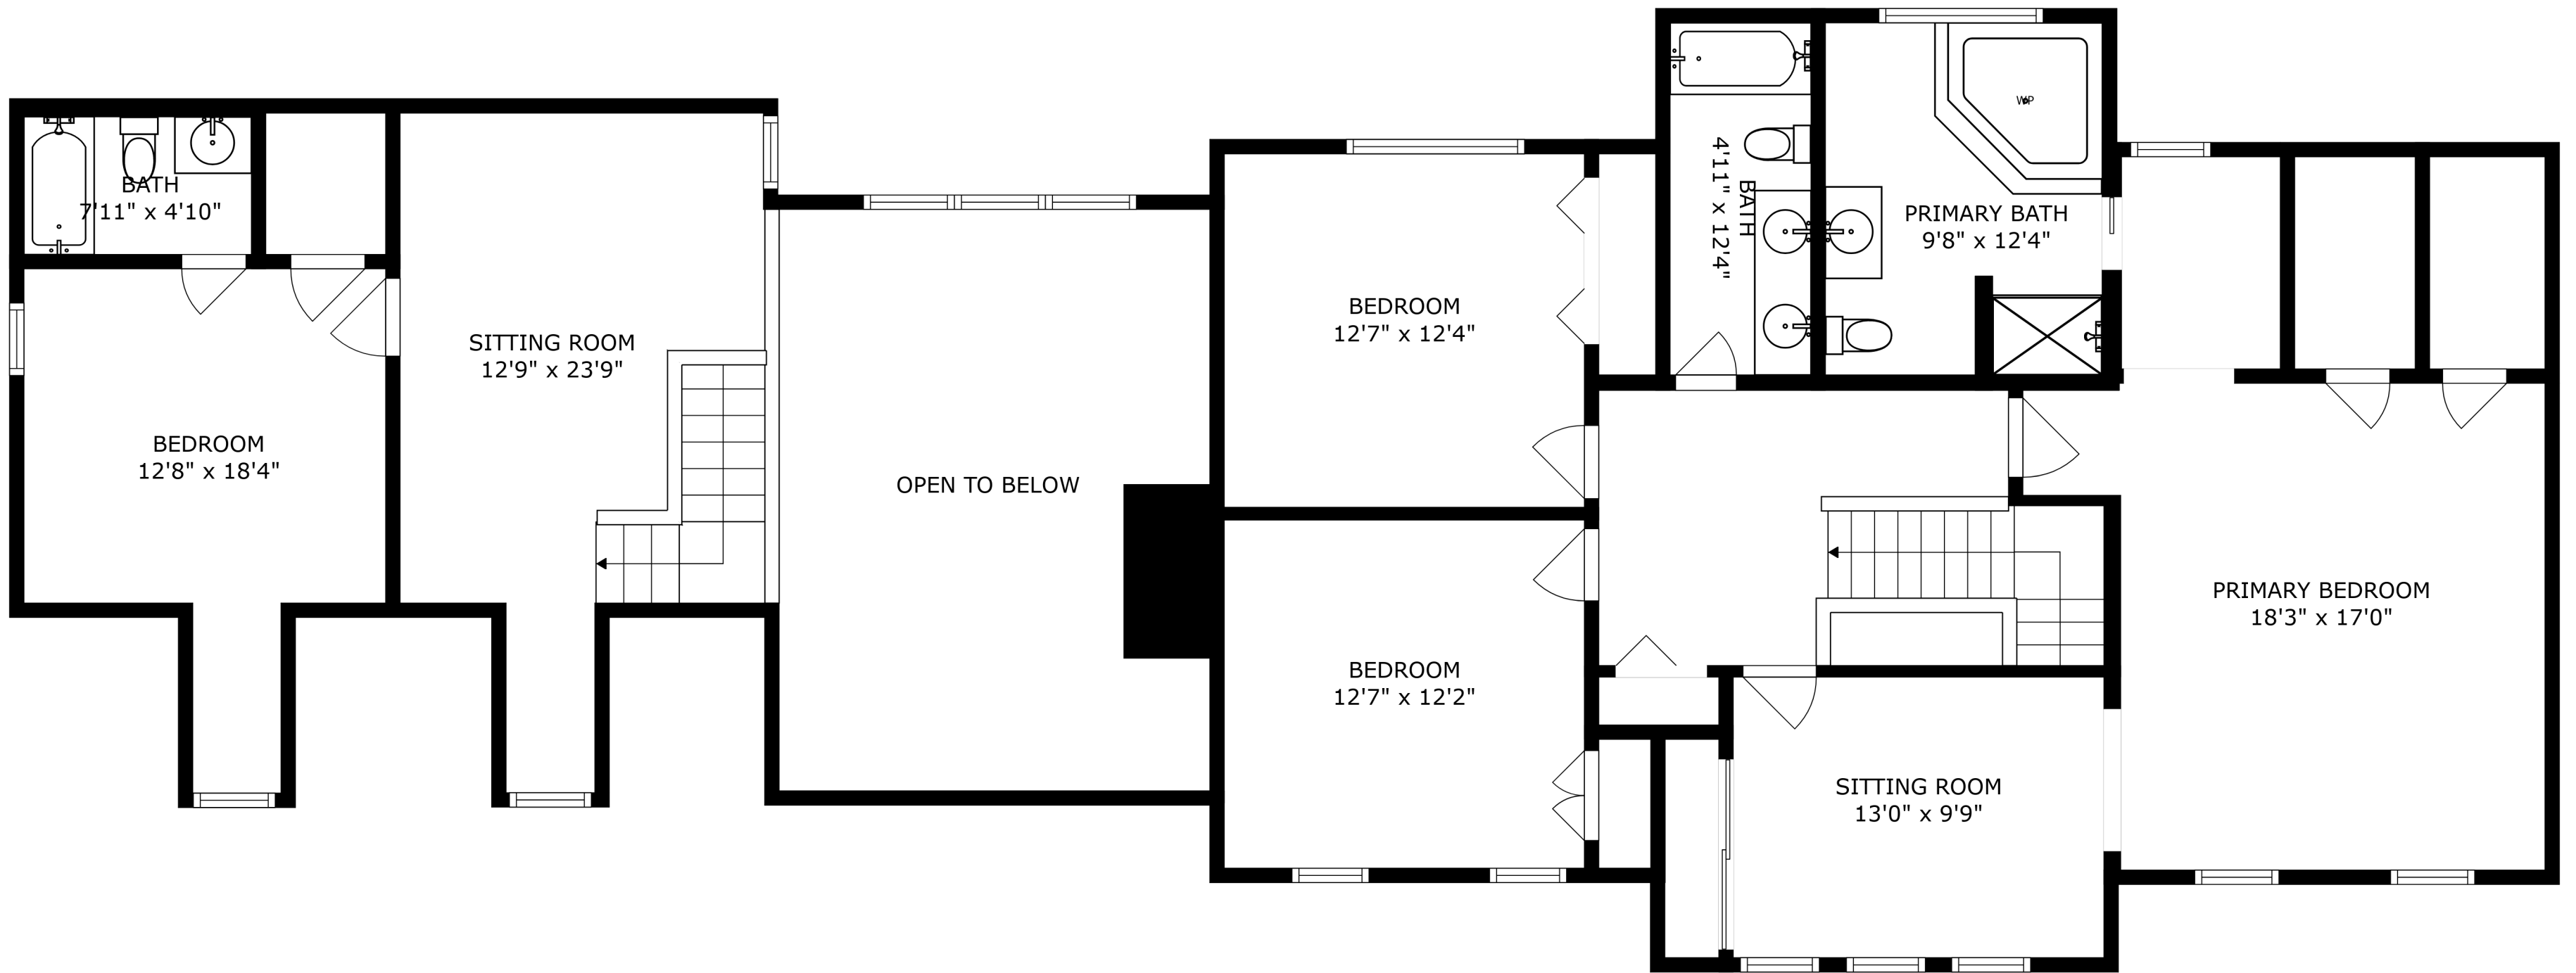 BATH
7'11" x 4'10"
BEDROOM
12'8" x 18'4"
SITTING ROOM
12'9" x 23'9"
OPEN TO BELOW
BEDROOM
12'7" x 12'4"
BEDROOM
12'7" x 12'2"
BATH
4'11" x 12'4"
WP
PRIMARY BATH
9'8" x 12'4"
PRIMARY BEDROOM
18'3" x 17'0"
SITTING ROOM
13'0" x 9'9"